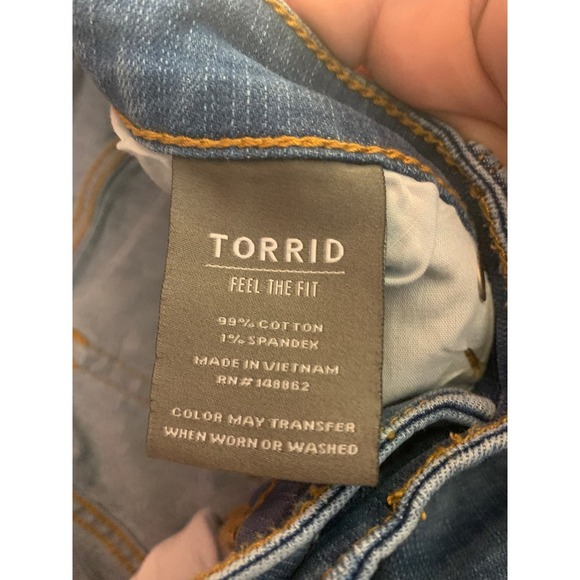 TORRID
FEEL THE FIT
99% COTTON
1% SPANDEX
MADE IN VIETNAM
RN# 148862
COLOR MAY TRANSFER
WHEN WORN OR WASHED